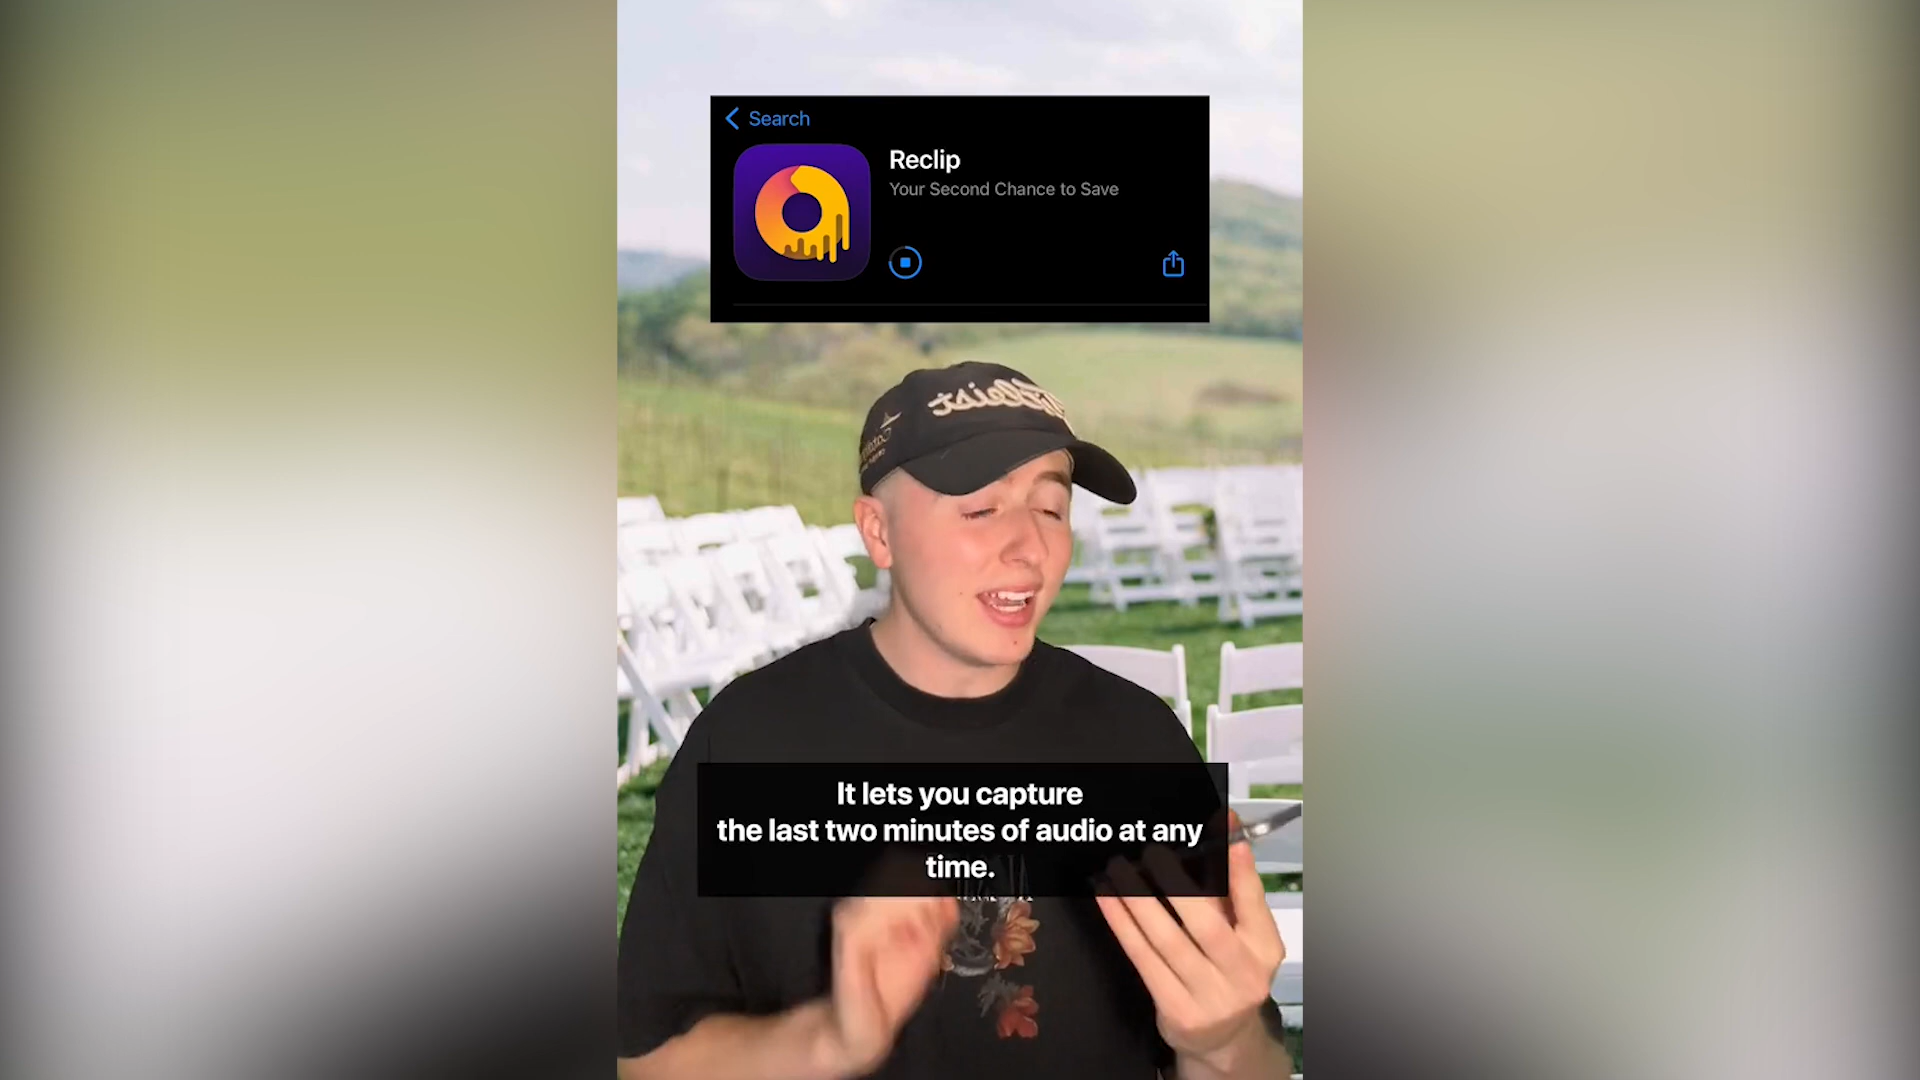 Search
Reclip
Your Second Chance to Save
Titleist
It lets you capture
the last two minutes of audio at any
time.